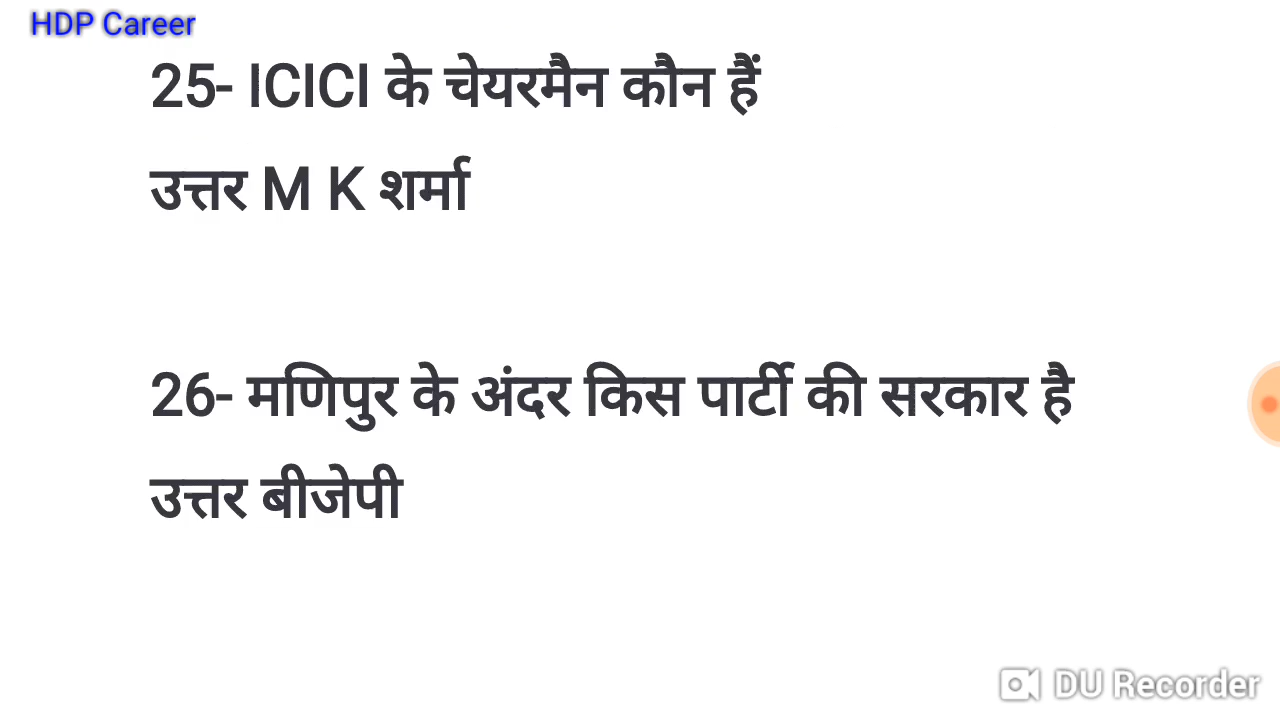 HDP Career
25- ICICI के चेयरमैन कौन हैं
उत्तर M K शर्मा
26- मणिपुर के अंदर किस पार्टी की सरकार है
उत्तर बीजेपी
DU Recorder